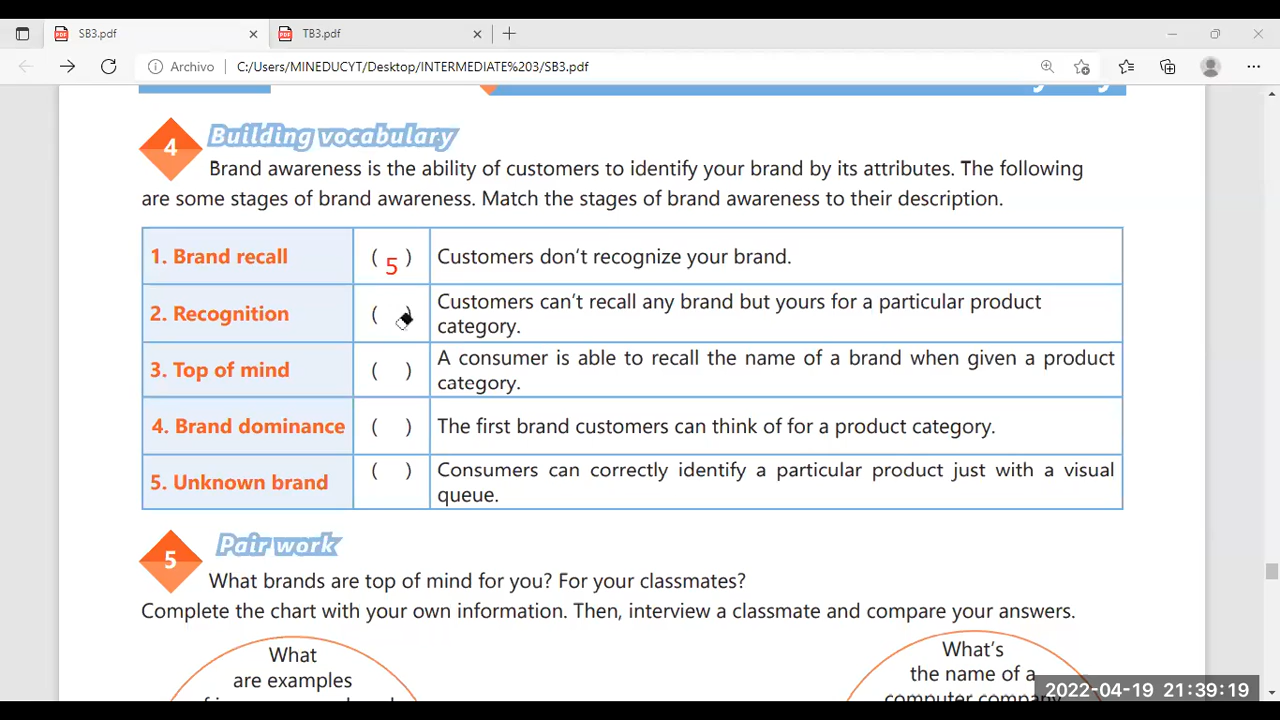 SB3.pdf
TB3.pdf
Archivo
C:/Users/MINEDUCYT/Desktop/INTERMEDIATE%203/SB3.pdf
4
Building vocabulary
Brand awareness is the ability of customers to identify your brand by its attributes. The following
are some stages of brand awareness. Match the stages of brand awareness to their description.
1. Brand recall ( 5 ) Customers don't recognize your brand.
2. Recognition ( ) Customers can't recall any brand but yours for a particular product
category.
3. Top of mind ( ) A consumer is able to recall the name of a brand when given a product
category.
4. Brand dominance ( ) The first brand customers can think of for a product category.
5. Unknown brand ( ) Consumers can correctly identify a particular product just with a visual
queue.
5
Pair work
What brands are top of mind for you? For your classmates?
Complete the chart with your own information. Then, interview a classmate and compare your answers.
What
are examples
What's
the name of a
2022-04-19 21:39:19